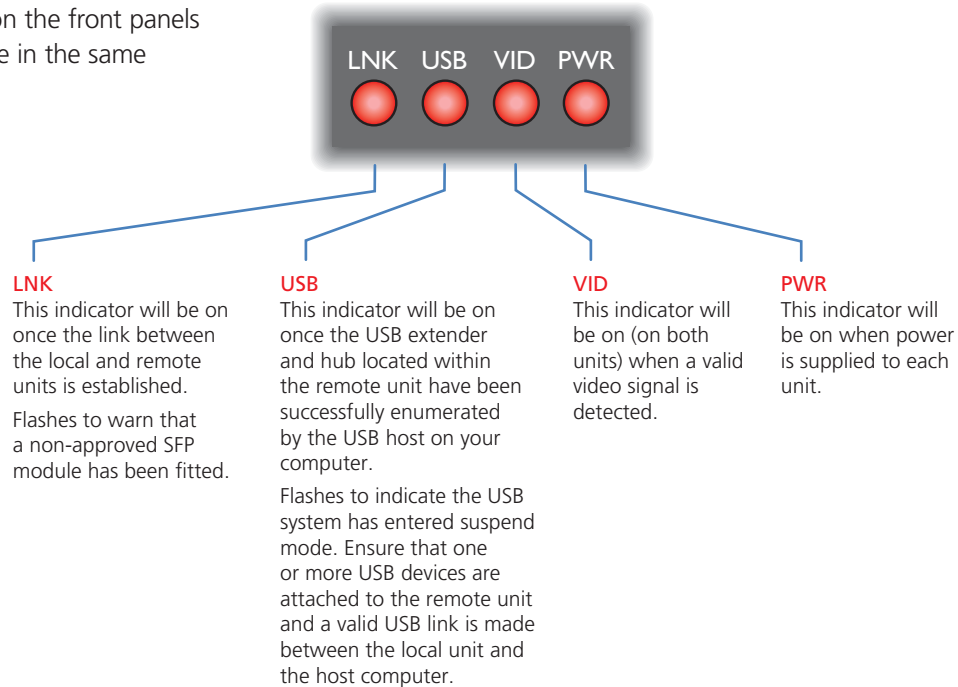 on the front panels
e in the same
LNK USB VID PWR
LNK
This indicator will be on
once the link between
the local and remote
units is established.
Flashes to warn that
a non-approved SFP
module has been fitted.
USB
This indicator will be on
once the USB extender
and hub located within
the remote unit have been
successfully enumerated
by the USB host on your
computer.
Flashes to indicate the USB
system has entered suspend
mode. Ensure that one
or more USB devices are
attached to the remote unit
and a valid USB link is made
between the local unit and
the host computer.
VID
This indicator will
be on (on both
units) when a valid
video signal is
detected.
PWR
This indicator will
be on when power
is supplied to each
unit.